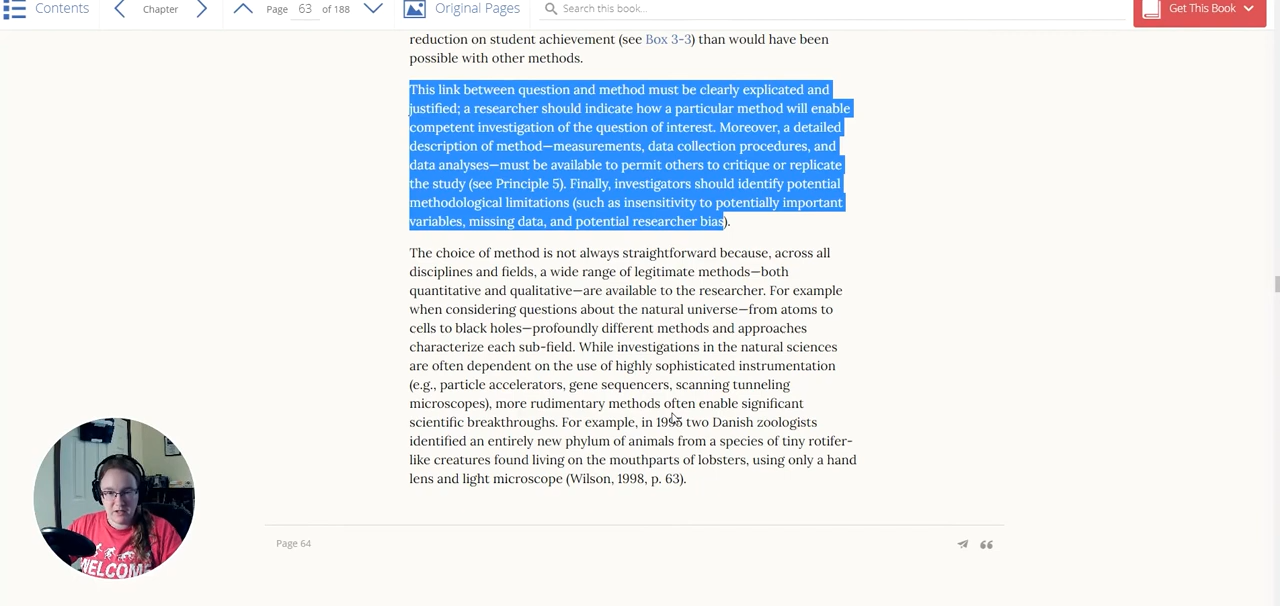 Contents
Chapter
Page 63 of 188
Original Pages
Search this book...
Get This Book
reduction on student achievement (see Box 3-3) than would have been
possible with other methods.
This link between question and method must be clearly explicated and
justified; a researcher should indicate how a particular method will enable
competent investigation of the question of interest. Moreover, a detailed
description of method—measurements, data collection procedures, and
data analyses—must be available to permit others to critique or replicate
the study (see Principle 5). Finally, investigators should identify potential
methodological limitations (such as insensitivity to potentially important
variables, missing data, and potential researcher bias).
The choice of method is not always straightforward because, across all
disciplines and fields, a wide range of legitimate methods—both
quantitative and qualitative—are available to the researcher. For example
when considering questions about the natural universe—from atoms to
cells to black holes—profoundly different methods and approaches
characterize each sub-field. While investigations in the natural sciences
are often dependent on the use of highly sophisticated instrumentation
(e.g., particle accelerators, gene sequencers, scanning tunneling
microscopes), more rudimentary methods often enable significant
scientific breakthroughs. For example, in 1995 two Danish zoologists
identified an entirely new phylum of animals from a species of tiny rotifer-
like creatures found living on the mouthparts of lobsters, using only a hand
lens and light microscope (Wilson, 1998, p. 63).
Page 64
WELCOM